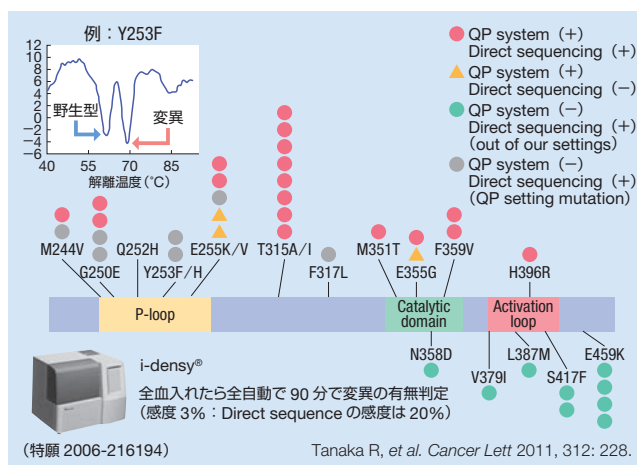 例：Y253F
12
10
8
6
4
2
0
−2
−4
−6
野生型
変異
40 55 70 85
解離温度（℃）
QP system （＋）
Direct sequencing （＋）
QP system （＋）
Direct sequencing （−）
QP system （−）
Direct sequencing （＋）
（out of our settings）
QP system （−）
Direct sequencing （＋）
（QP setting mutation）
M244V
G250E
Q252H
Y253F/H
E255K/V
T315A/I
F317L
M351T
E355G
F359V
H396R
P-loop
Catalytic
domain
Activation
loop
N358D
V379I
L387M
S417F
E459K
i-densy®
全血入れたら全自動で 90 分で変異の有無判定
（感度 3%：Direct sequence の感度は 20%）
（特願 2006-216194）
Tanaka R, et al. Cancer Lett 2011, 312: 228.